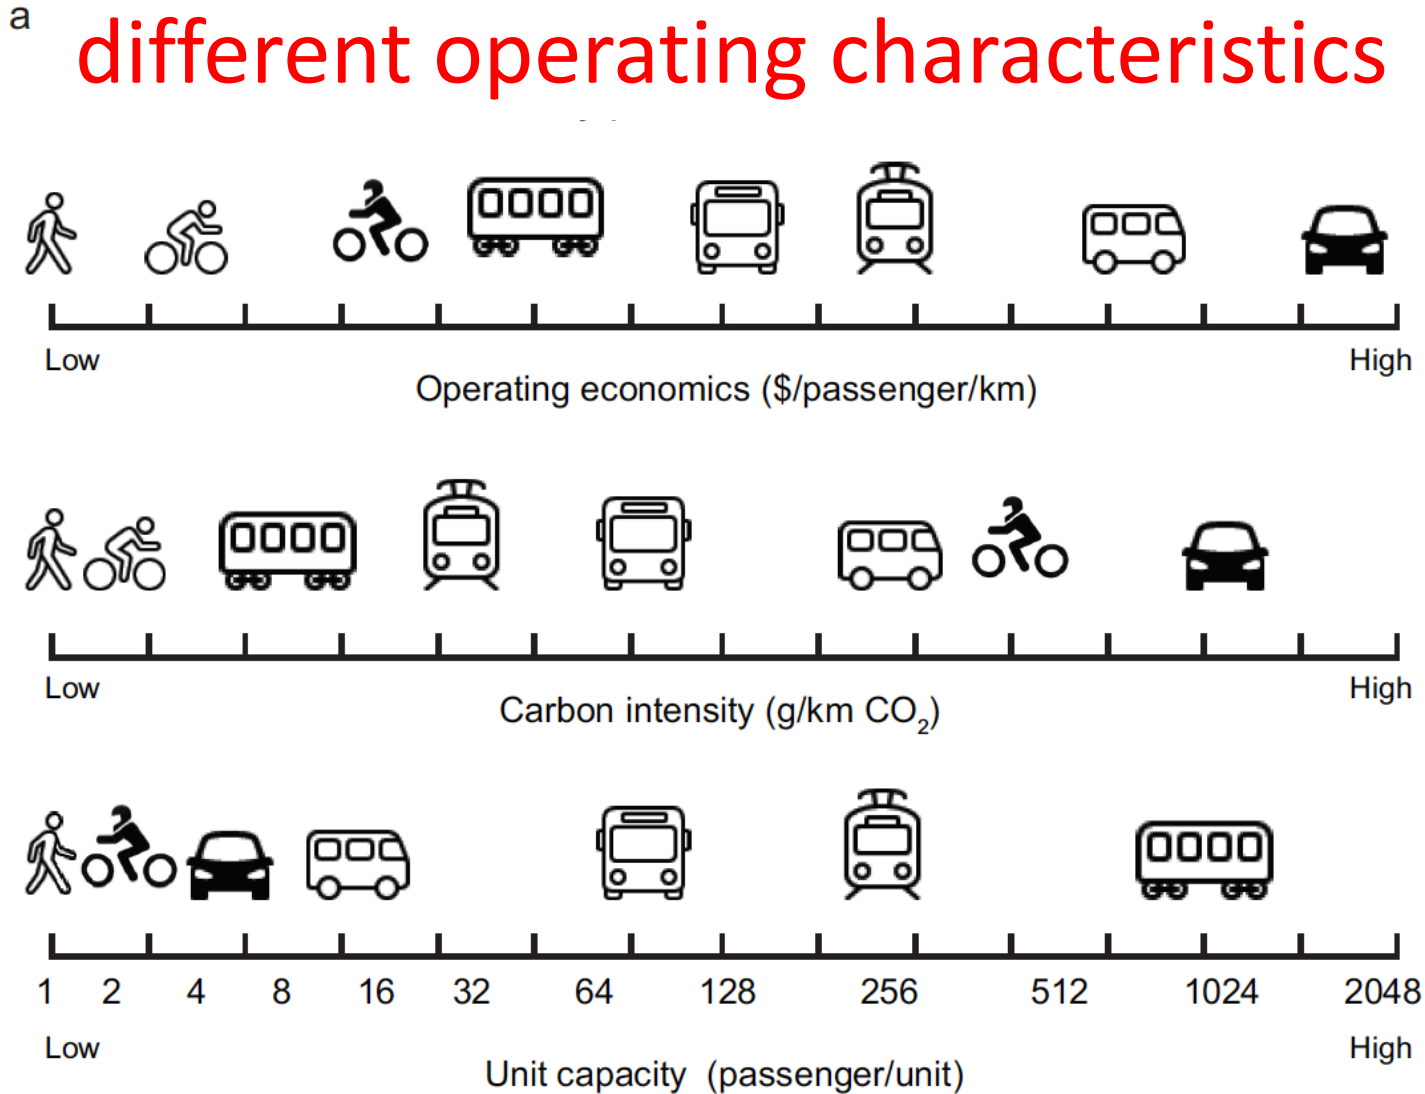 a
different operating characteristics
Low High
Operating economics ($/passenger/km)
Low High
Carbon intensity (g/km CO₂)
1 2 4 8 16 32 64 128 256 512 1024 2048
Low High
Unit capacity (passenger/unit)